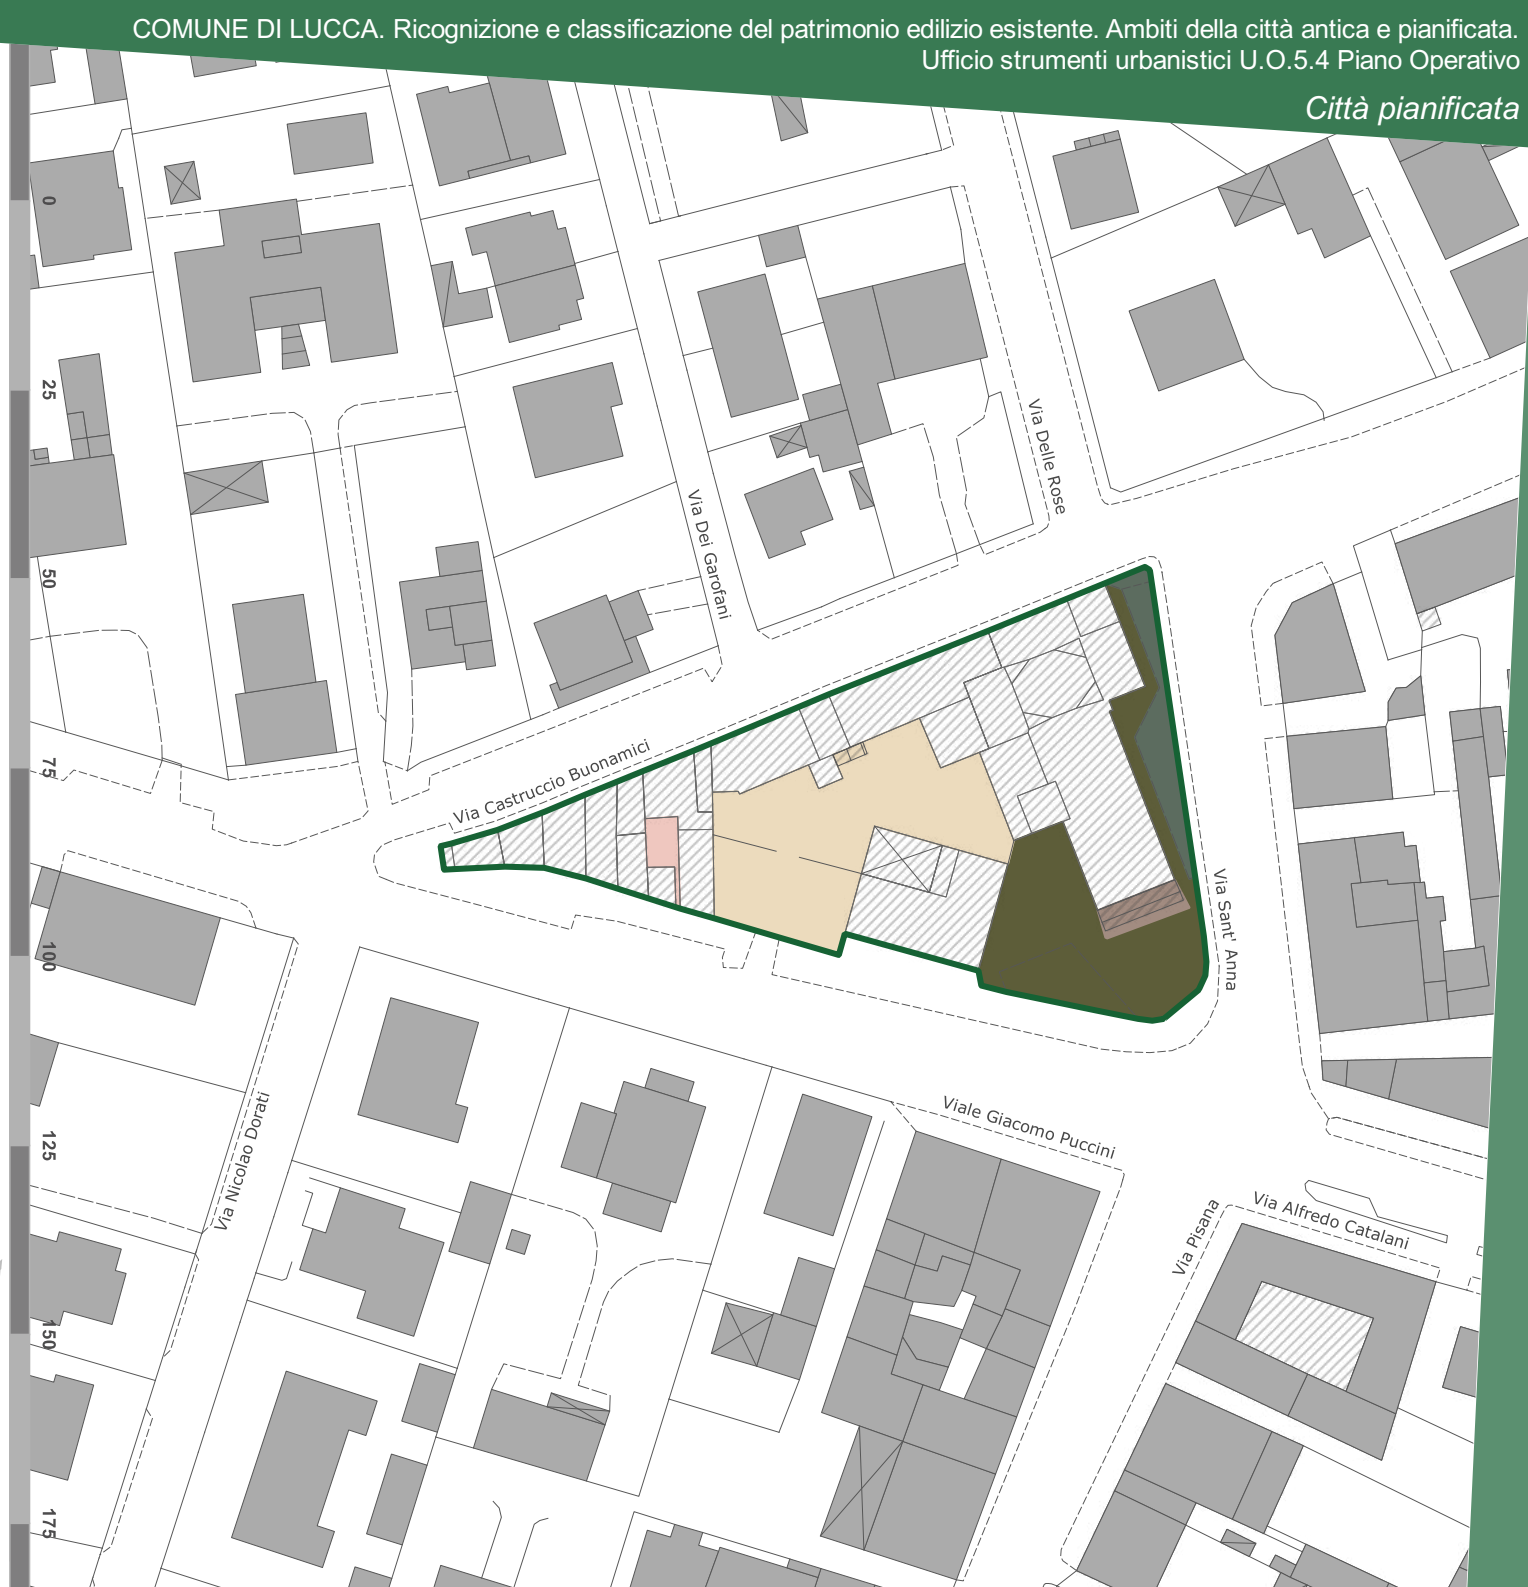 COMUNE DI LUCCA. Ricognizione e classificazione del patrimonio edilizio esistente. Ambiti della città antica e pianificata.
Ufficio strumenti urbanistici U.O.5.4 Piano Operativo
Città pianificata
0
25
50
75
100
125
150
175
Via Delle Rose
Via Dei Garofani
Via Castruccio Buonamici
Via Sant' Anna
Via Nicolao Dorati
Viale Giacomo Puccini
Via Pisana
Via Alfredo Catalani